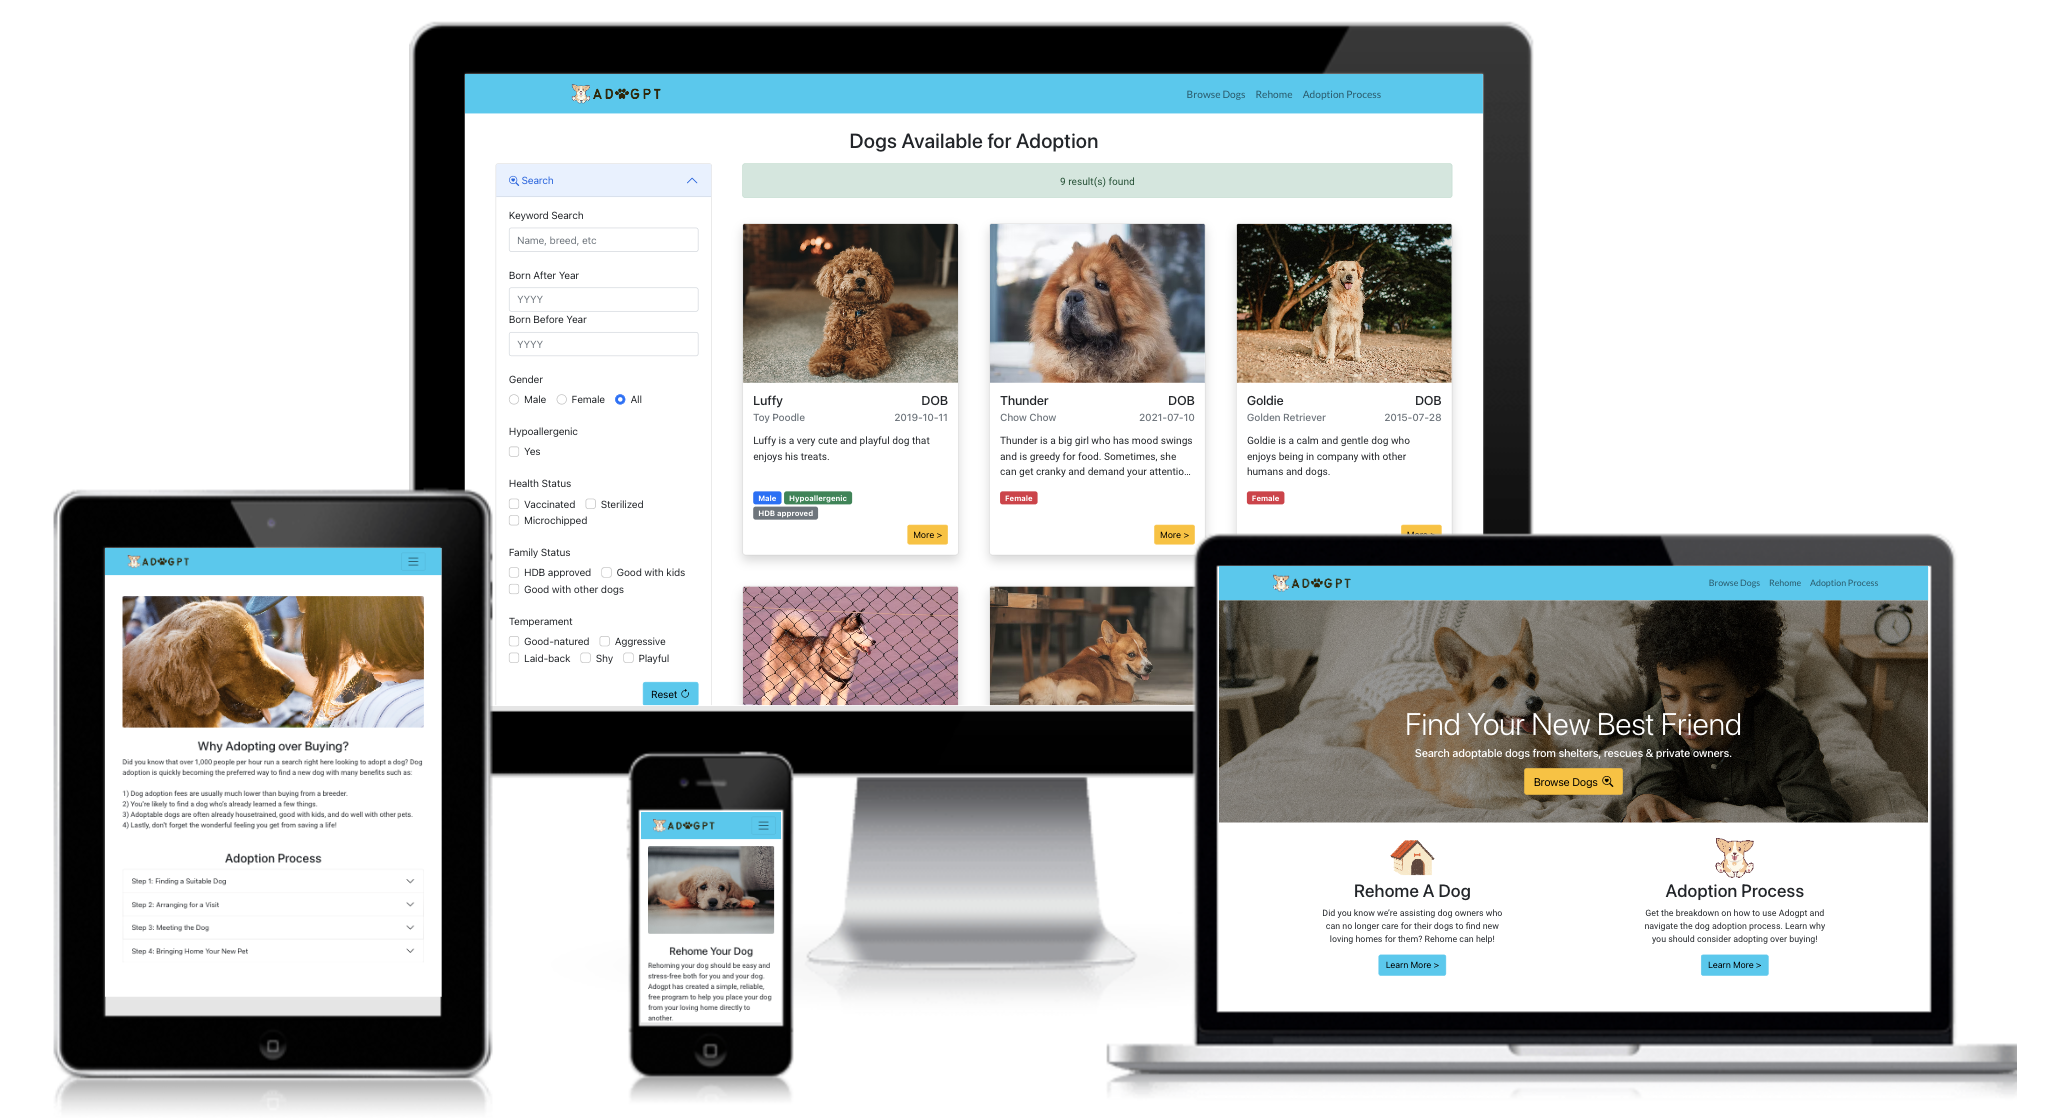 ADOGPT
Browse Dogs Rehome Adoption Process
Dogs Available for Adoption
Search
Keyword Search
Name, breed, etc
Born After Year
YYYY
Born Before Year
YYYY
Gender
Male Female All
Hypoallergenic
Yes
Health Status
Vaccinated Sterilized
Microchipped
Family Status
HDB approved Good with kids
Good with other dogs
Temperament
Good-natured Aggressive
Laid-back Shy Playful
Reset
9 result(s) found
Luffy DOB
Toy Poodle 2019-10-11
Luffy is a very cute and playful dog that
enjoys his treats.
Male Hypoallergenic
HDB approved
More >
Thunder DOB
Chow Chow 2021-07-10
Thunder is a big girl who has mood swings
and is greedy for food. Sometimes, she
can get cranky and demand your attentio...
Female
More >
Goldie DOB
Golden Retriever 2015-07-28
Goldie is a calm and gentle dog who
enjoys being in company with other
humans and dogs.
Female
More >
ADOGPT
Why Adopting over Buying?
Did you know that over 1,000 people per hour run a search right here looking to adopt a dog? Dog
adoption is quickly becoming the preferred way to find a new dog with many benefits such as:
1) Dog adoption fees are usually much lower than buying from a breeder.
2) You're likely to find a dog who's already learned a few things.
3) Adoptable dogs are often already housetrained, good with kids, and do well with other pets.
4) Lastly, don't forget the wonderful feeling you get from saving a life!
Adoption Process
Step 1: Finding a Suitable Dog
Step 2: Arranging for a Visit
Step 3: Meeting the Dog
Step 4: Bringing Home Your New Pet
ADOGPT
Rehome Your Dog
Rehoming your dog should be easy and
stress-free both for you and your dog.
Adogpt has created a simple, reliable,
free program to help you place your dog
from your loving home directly to
another.
ADOGPT
Browse Dogs Rehome Adoption Process
Find Your New Best Friend
Search adoptable dogs from shelters, rescues & private owners.
Browse Dogs
Rehome A Dog
Did you know we're assisting dog owners who
can no longer care for their dogs to find new
loving homes for them? Rehome can help!
Learn More >
Adoption Process
Get the breakdown on how to use Adogpt and
navigate the dog adoption process. Learn why
you should consider adopting over buying!
Learn More >